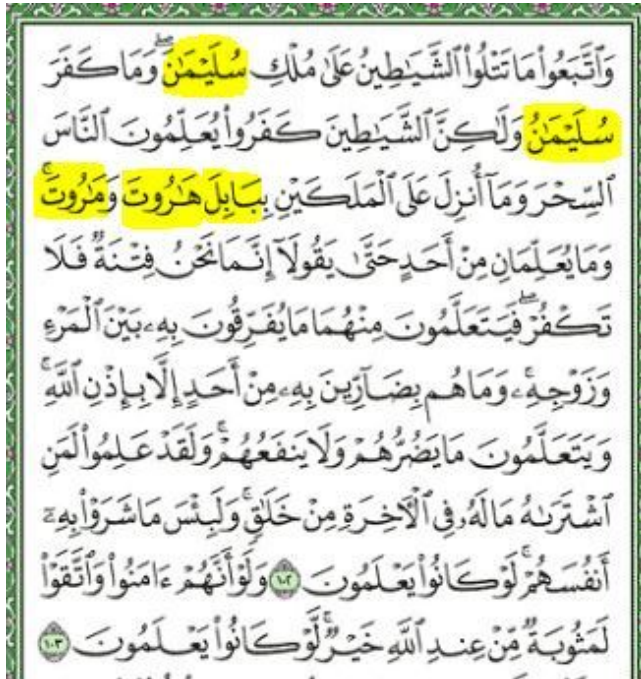 وَٱتَّبَعُوا۟ مَا تَتْلُوا۟ ٱلشَّيَـٰطِينُ عَلَىٰ مُلْكِ سُلَيْمَـٰنَ ۖ وَمَا كَفَرَ
سُلَيْمَـٰنُ وَلَـٰكِنَّ ٱلشَّيَـٰطِينَ كَفَرُوا۟ يُعَلِّمُونَ ٱلنَّاسَ
ٱلسِّحْرَ وَمَآ أُنزِلَ عَلَى ٱلْمَلَكَيْنِ بِبَابِلَ هَـٰرُوتَ وَمَـٰرُوتَ ۚ
وَمَا يُعَلِّمَانِ مِنْ أَحَدٍ حَتَّىٰ يَقُولَآ إِنَّمَا نَحْنُ فِتْنَةٌ فَلَا
تَكْفُرْ ۖ فَيَتَعَلَّمُونَ مِنْهُمَا مَا يُفَرِّقُونَ بِهِۦ بَيْنَ ٱلْمَرْءِ
وَزَوْجِهِۦ ۚ وَمَا هُم بِضَآرِّينَ بِهِۦ مِنْ أَحَدٍ إِلَّا بِإِذْنِ ٱللَّهِ ۚ
وَيَتَعَلَّمُونَ مَا يَضُرُّهُمْ وَلَا يَنفَعُهُمْ ۚ وَلَقَدْ عَلِمُوا۟ لَمَنِ
ٱشْتَرَىٰهُ مَا لَهُۥ فِى ٱلْـَٔاخِرَةِ مِنْ خَلَـٰقٍ ۚ وَلَبِئْسَ مَا شَرَوْا۟ بِهِۦٓ
أَنفُسَهُمْ ۚ لَوْ كَانُوا۟ يَعْلَمُونَ ١٠٢ وَلَوْ أَنَّهُمْ ءَامَنُوا۟ وَٱتَّقَوْا۟
لَمَثُوبَةٌ مِّنْ عِندِ ٱللَّهِ خَيْرٌ ۖ لَّوْ كَانُوا۟ يَعْلَمُونَ ١٠٣